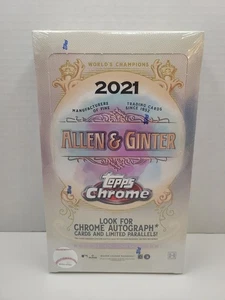 WORLD'S CHAMPIONS
2021
MANUFACTURERS OF FINE
TRADING CARDS SINCE
ALLEN & GINTER
topps
Chrome
LOOK FOR
CHROME AUTOGRAPH*
CARDS AND LIMITED PARALLELS!